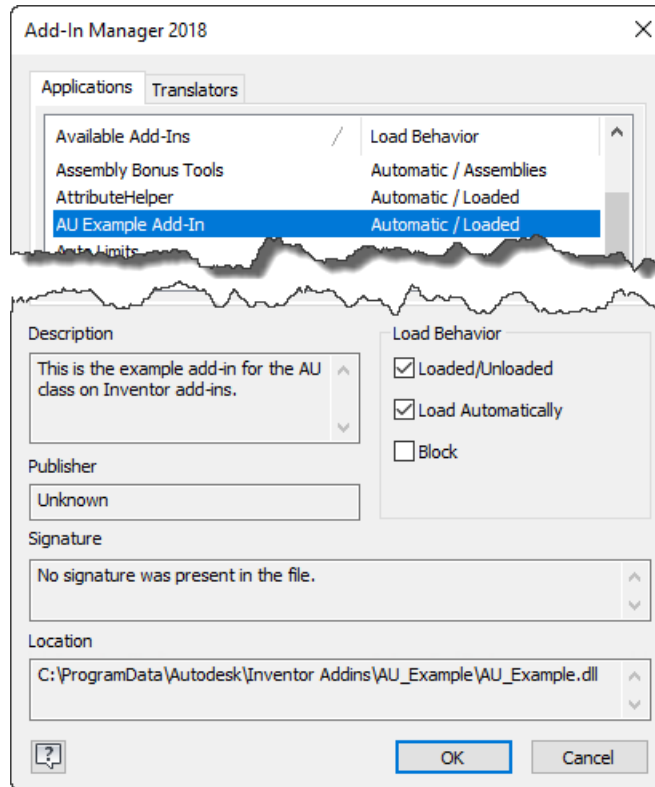 Add-In Manager 2018
Applications Translators
Available Add-Ins Load Behavior
Assembly Bonus Tools Automatic / Assemblies
AttributeHelper Automatic / Loaded
AU Example Add-In Automatic / Loaded
Auto Limits
Description
This is the example add-in for the AU
class on Inventor add-ins.
Load Behavior
Loaded/Unloaded
Load Automatically
Block
Publisher
Unknown
Signature
No signature was present in the file.
Location
C:\ProgramData\Autodesk\Inventor Addins\AU_Example\AU_Example.dll
? OK Cancel